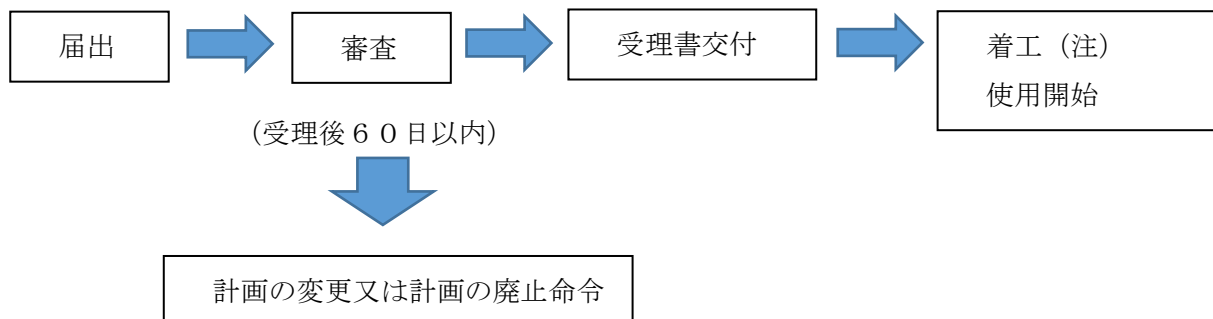 届出
審査
受理書交付
着工（注）
使用開始
（受理後６０日以内）
計画の変更又は計画の廃止命令